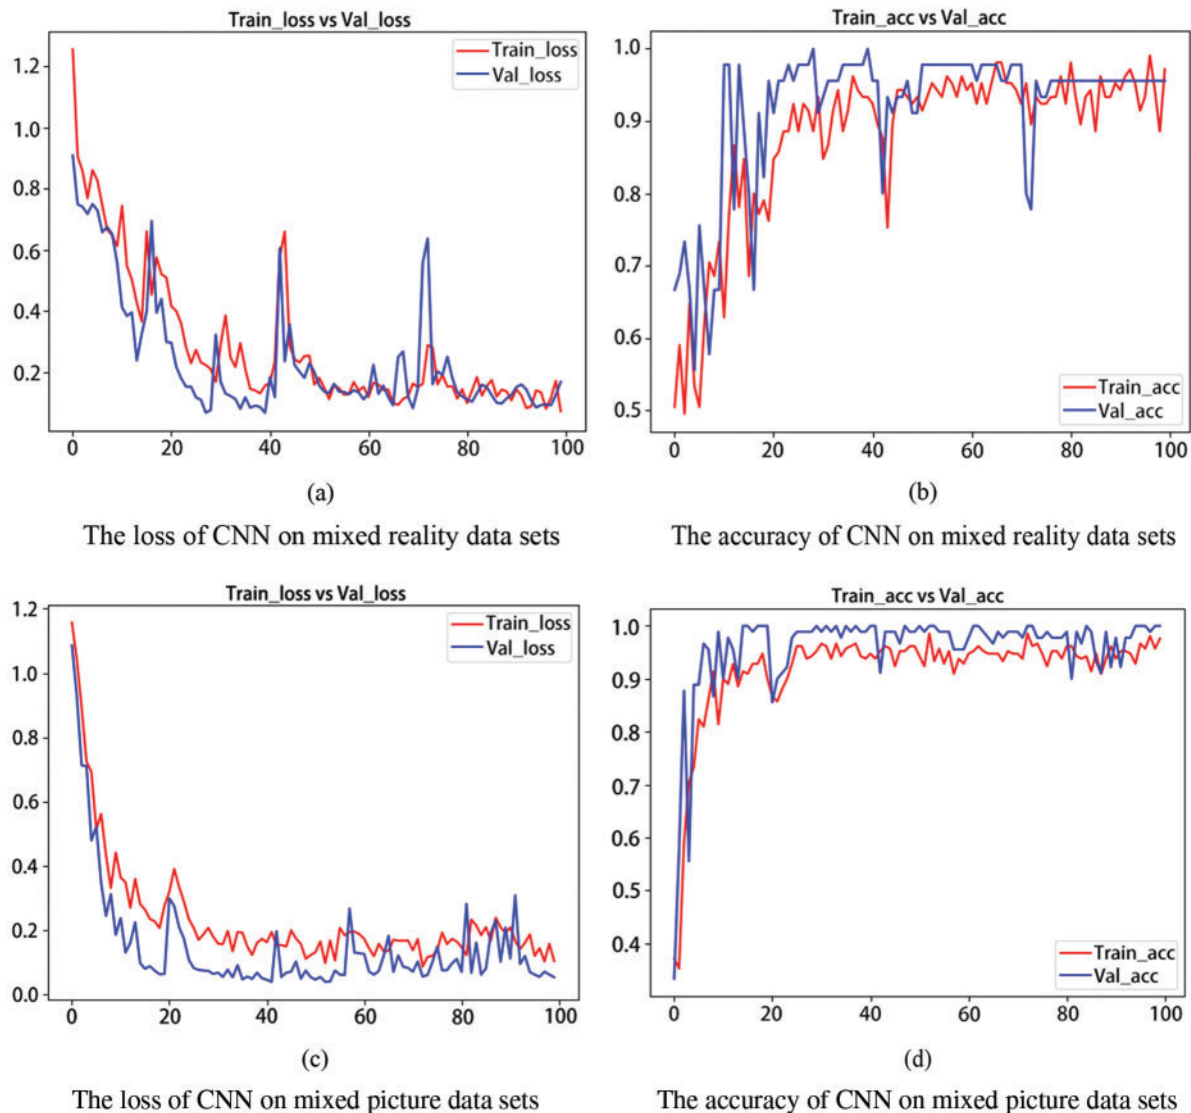 Train_loss vs Val_loss
Train_loss
Val_loss
1.2
1.0
0.8
0.6
0.4
0.2
0 20 40 60 80 100
(a)
The loss of CNN on mixed reality data sets
Train_acc vs Val_acc
1.0
0.9
0.8
0.7
0.6
0.5
Train_acc
Val_acc
0 20 40 60 80 100
(b)
The accuracy of CNN on mixed reality data sets
Train_loss vs Val_loss
1.2
Train_loss
Val_loss
1.0
0.8
0.6
0.4
0.2
0.0
0 20 40 60 80 100
(c)
The loss of CNN on mixed picture data sets
Train_acc vs Val_acc
1.0
0.9
0.8
0.7
0.6
0.5
0.4
Train_acc
Val_acc
0 20 40 60 80 100
(d)
The accuracy of CNN on mixed picture data sets